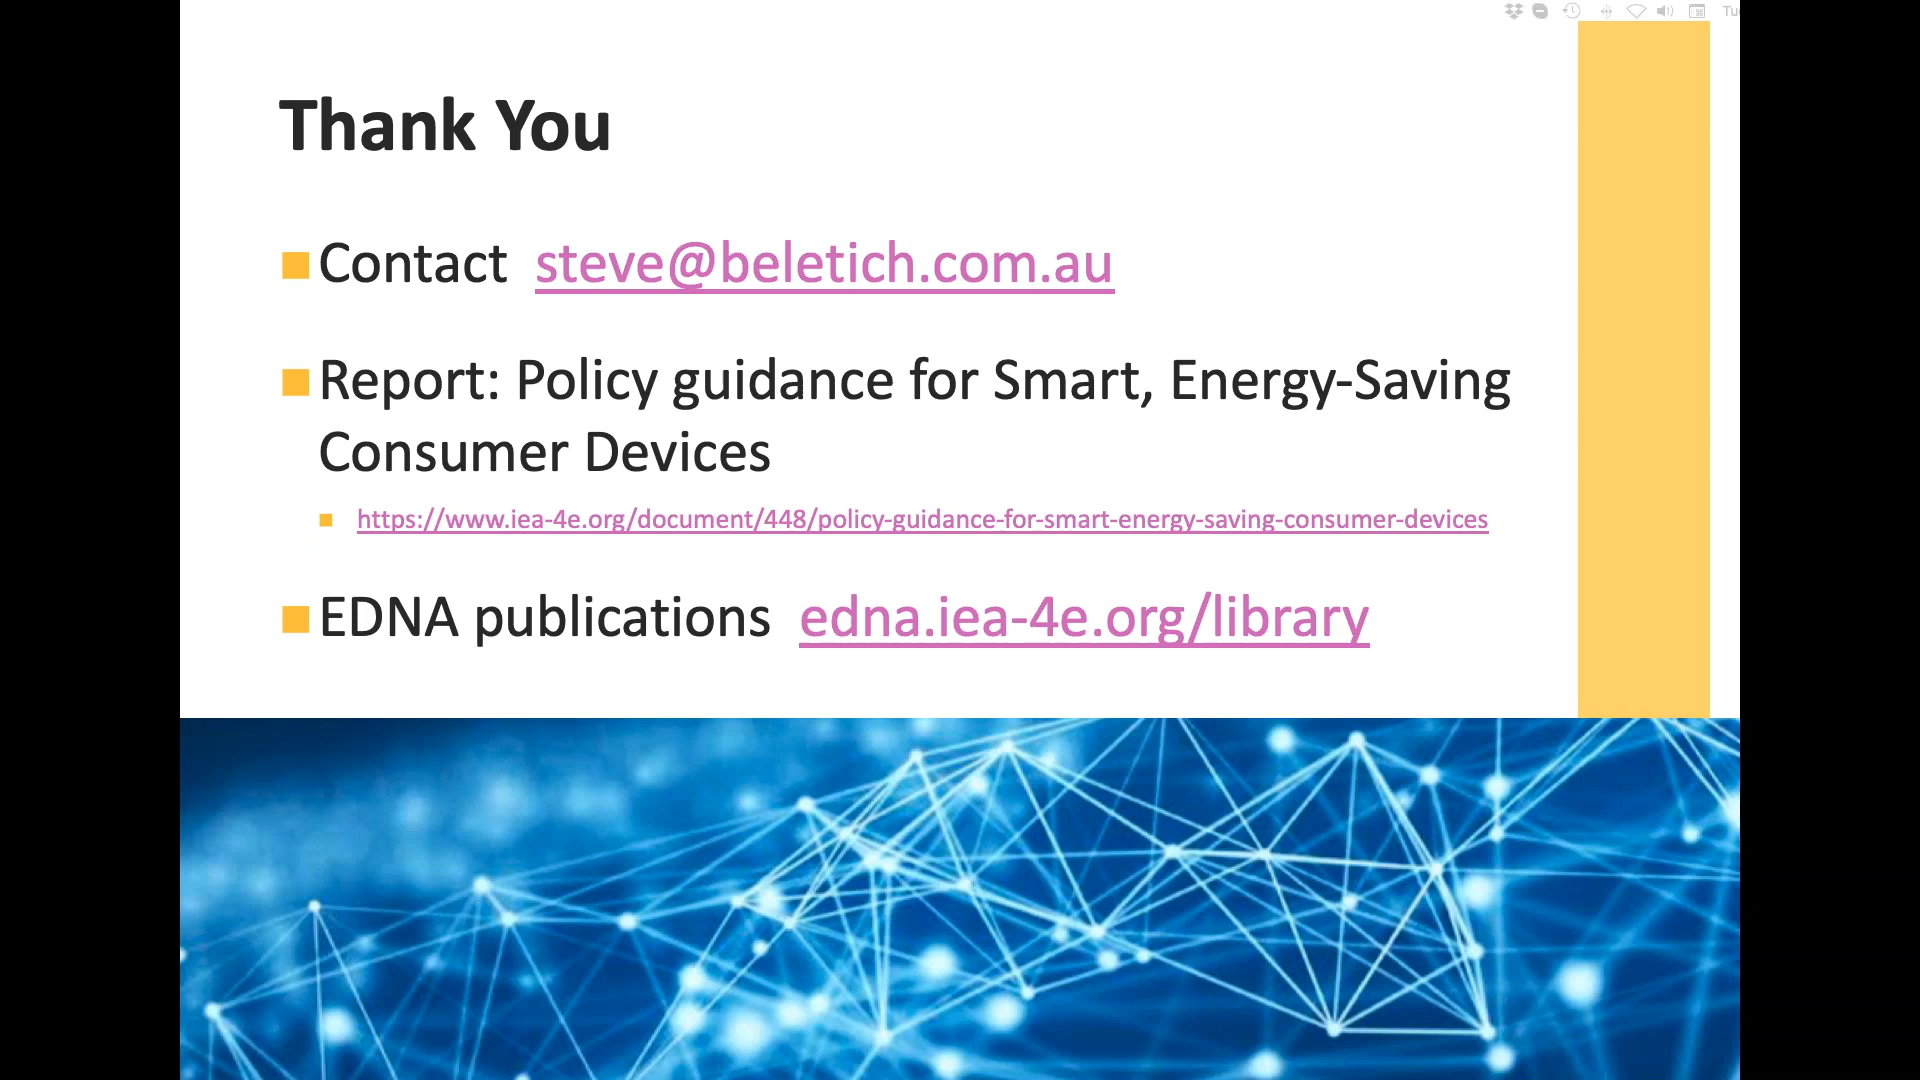 Tu
Thank You
Contact steve@beletich.com.au
Report: Policy guidance for Smart, Energy-Saving
Consumer Devices
https://www.iea-4e.org/document/448/policy-guidance-for-smart-energy-saving-consumer-devices
EDNA publications edna.iea-4e.org/library